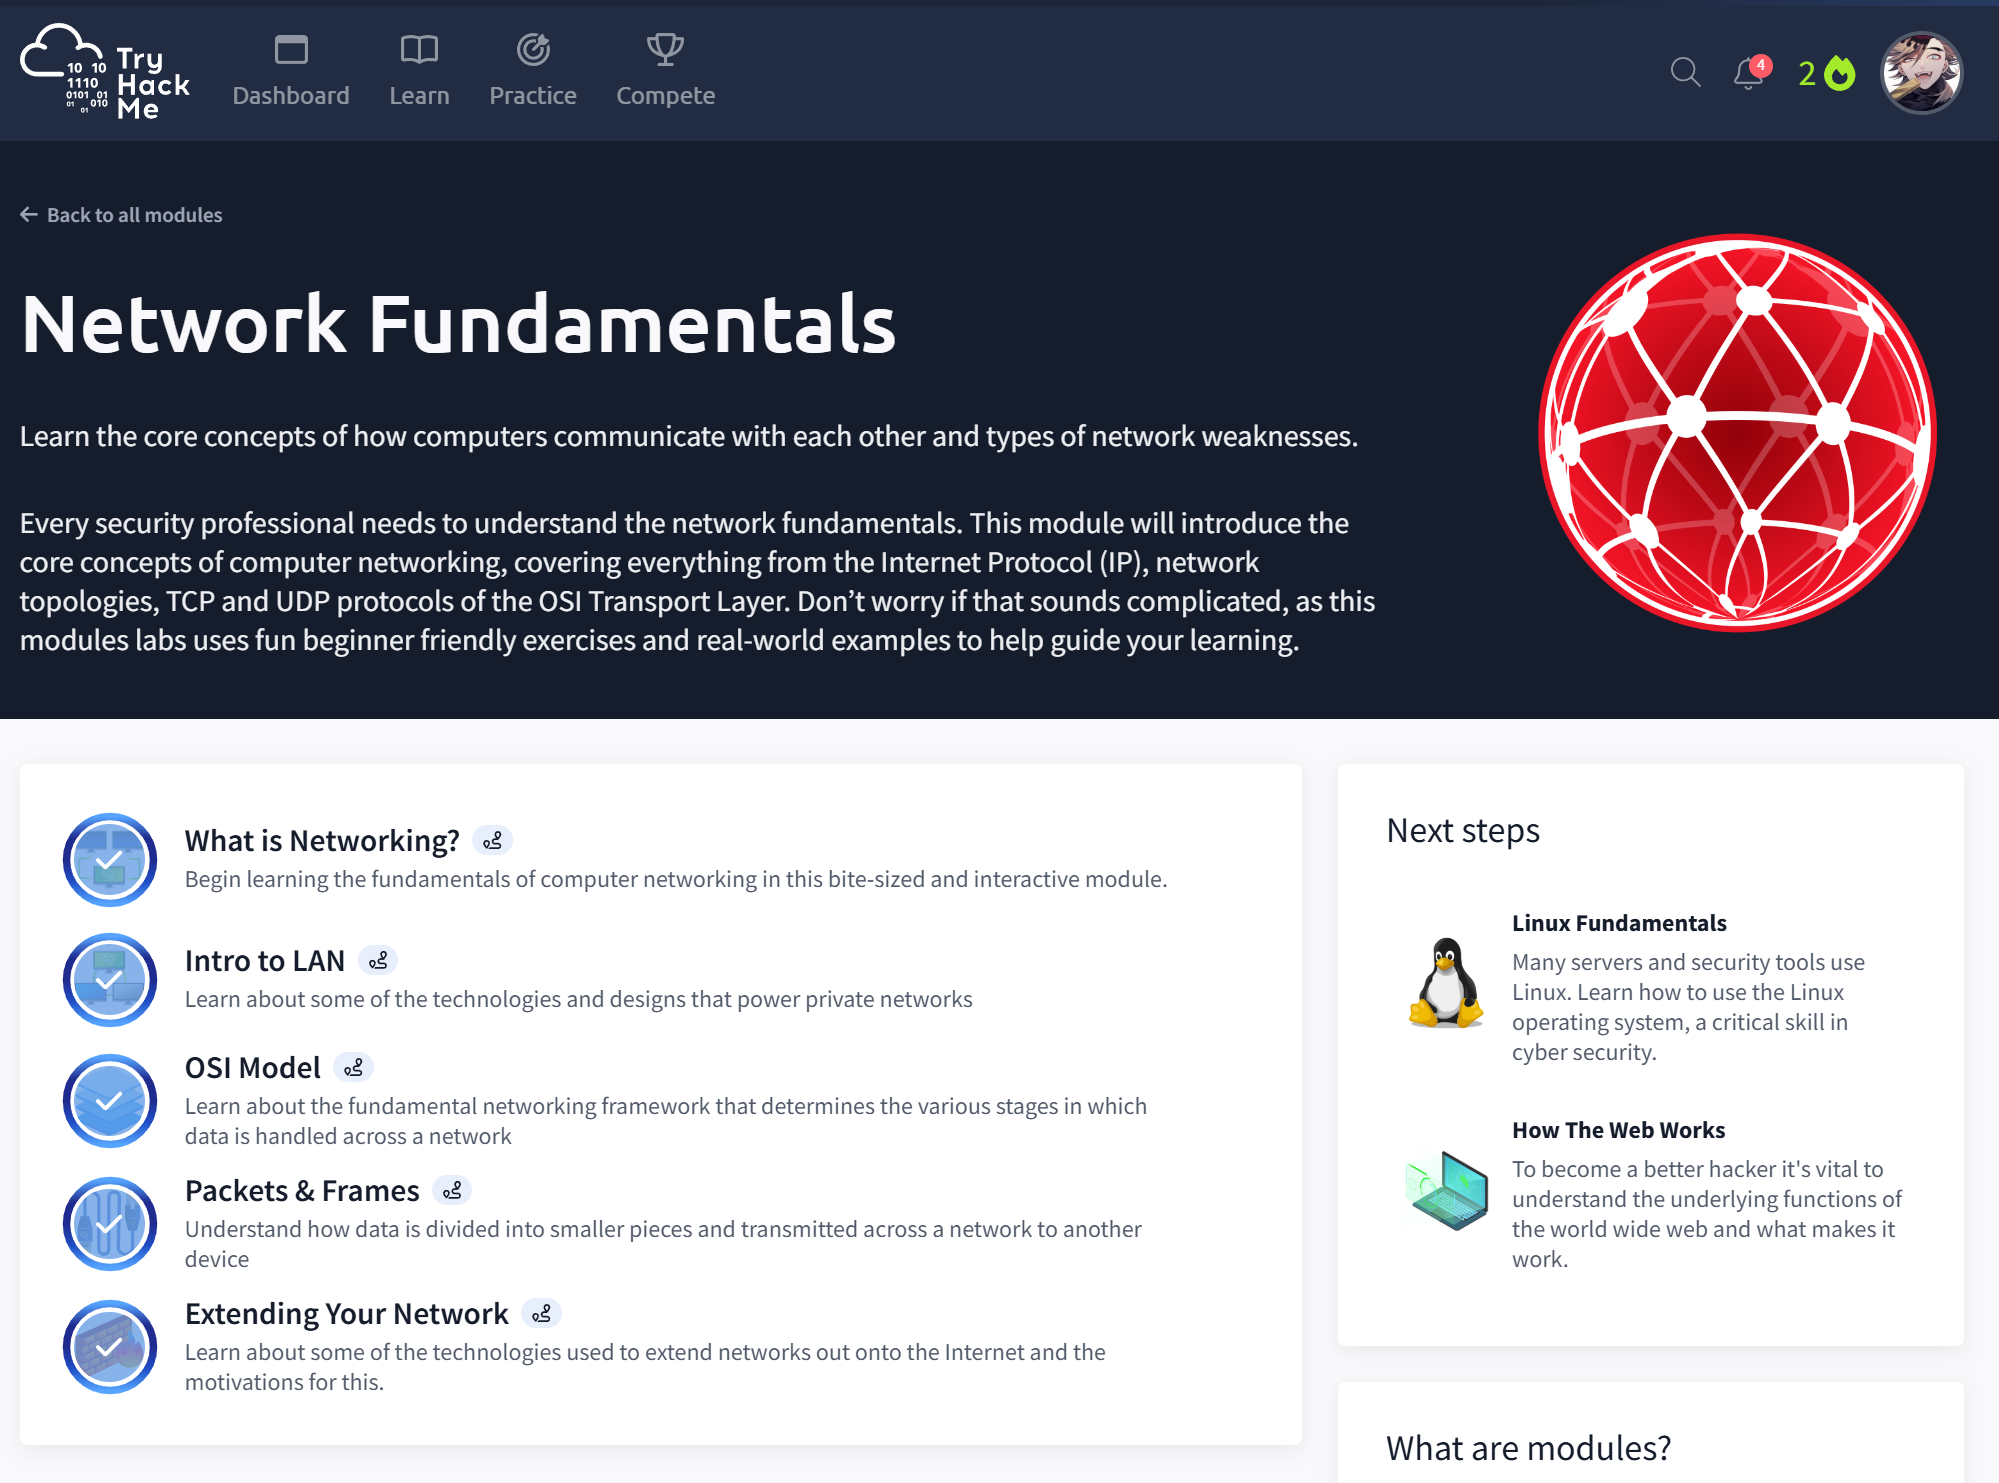 10 10
1110
0101 01
01 010
01
Try
Hack
Me
Dashboard
Learn
Practice
Compete
4
2
Back to all modules
Network Fundamentals
Learn the core concepts of how computers communicate with each other and types of network weaknesses.
Every security professional needs to understand the network fundamentals. This module will introduce the
core concepts of computer networking, covering everything from the Internet Protocol (IP), network
topologies, TCP and UDP protocols of the OSI Transport Layer. Don’t worry if that sounds complicated, as this
modules labs uses fun beginner friendly exercises and real-world examples to help guide your learning.
What is Networking?
Begin learning the fundamentals of computer networking in this bite-sized and interactive module.
Intro to LAN
Learn about some of the technologies and designs that power private networks
OSI Model
Learn about the fundamental networking framework that determines the various stages in which
data is handled across a network
Packets & Frames
Understand how data is divided into smaller pieces and transmitted across a network to another
device
Extending Your Network
Learn about some of the technologies used to extend networks out onto the Internet and the
motivations for this.
Next steps
Linux Fundamentals
Many servers and security tools use
Linux. Learn how to use the Linux
operating system, a critical skill in
cyber security.
How The Web Works
To become a better hacker it's vital to
understand the underlying functions of
the world wide web and what makes it
work.
What are modules?